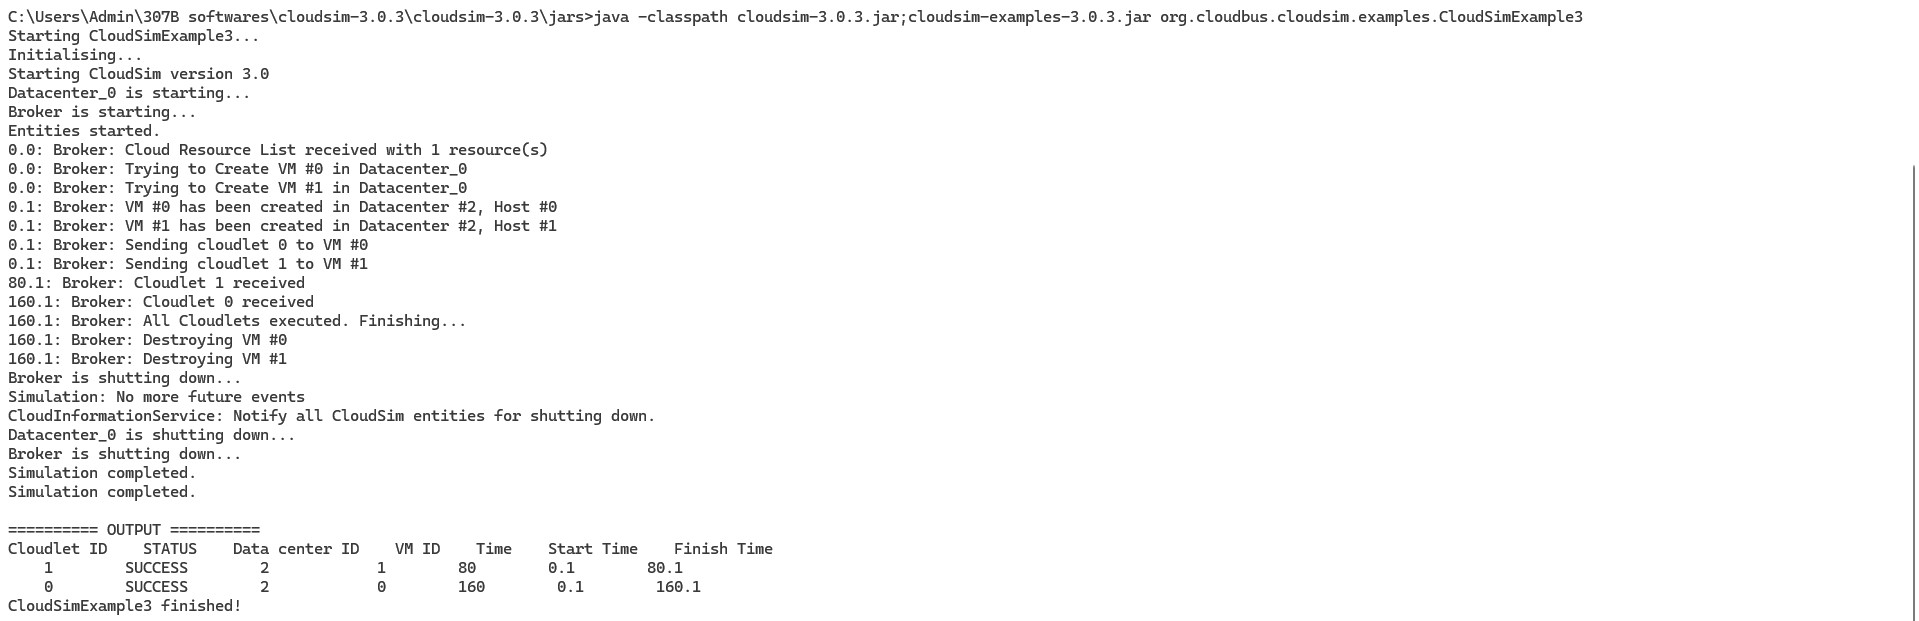 C:\Users\Admin\307B softwares\cloudsim-3.0.3\cloudsim-3.0.3\jars>java -classpath cloudsim-3.0.3.jar;cloudsim-examples-3.0.3.jar org.cloudbus.cloudsim.examples.CloudSimExample3
Starting CloudSimExample3...
Initialising...
Starting CloudSim version 3.0
Datacenter_0 is starting...
Broker is starting...
Entities started.
0.0: Broker: Cloud Resource List received with 1 resource(s)
0.0: Broker: Trying to Create VM #0 in Datacenter_0
0.0: Broker: Trying to Create VM #1 in Datacenter_0
0.1: Broker: VM #0 has been created in Datacenter #2, Host #0
0.1: Broker: VM #1 has been created in Datacenter #2, Host #1
0.1: Broker: Sending cloudlet 0 to VM #0
0.1: Broker: Sending cloudlet 1 to VM #1
80.1: Broker: Cloudlet 1 received
160.1: Broker: Cloudlet 0 received
160.1: Broker: All Cloudlets executed. Finishing...
160.1: Broker: Destroying VM #0
160.1: Broker: Destroying VM #1
Broker is shutting down...
Simulation: No more future events
CloudInformationService: Notify all CloudSim entities for shutting down.
Datacenter_0 is shutting down...
Broker is shutting down...
Simulation completed.
Simulation completed.

========== OUTPUT ==========
Cloudlet ID    STATUS    Data center ID    VM ID    Time    Start Time    Finish Time
    1        SUCCESS        2            1        80        0.1        80.1
    0        SUCCESS        2            0        160        0.1        160.1
CloudSimExample3 finished!